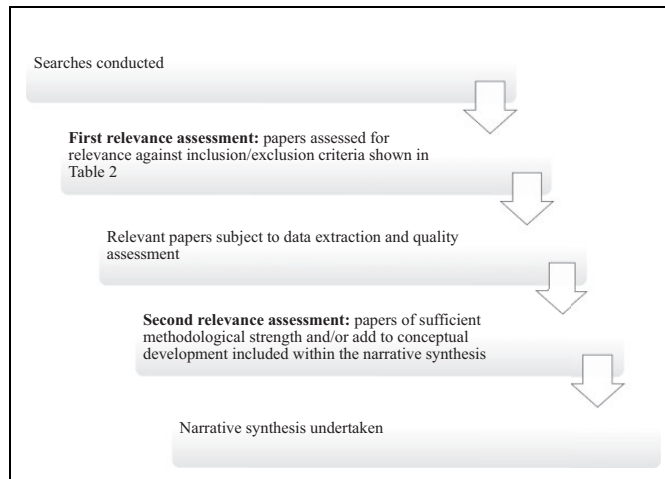 Searches conducted
First relevance assessment: papers assessed for
relevance against inclusion/exclusion criteria shown in
Table 2
Relevant papers subject to data extraction and quality
assessment
Second relevance assessment: papers of sufficient
methodological strength and/or add to conceptual
development included within the narrative synthesis
Narrative synthesis undertaken